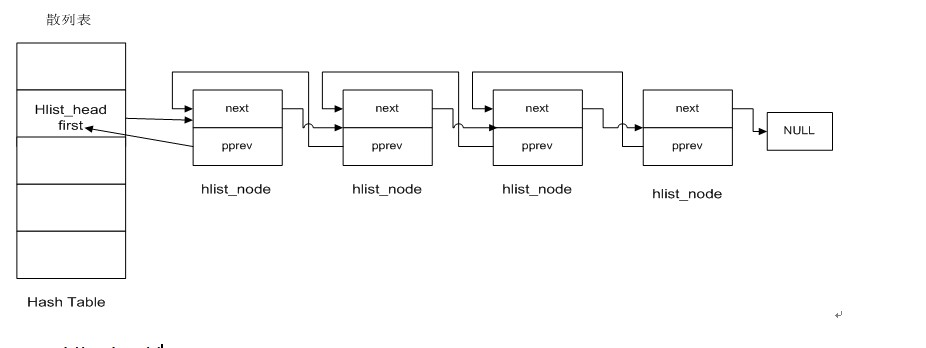 散列表
Hlist_head
first
next
pprev
hlist_node
next
pprev
hlist_node
next
pprev
hlist_node
next
pprev
hlist_node
NULL
Hash Table